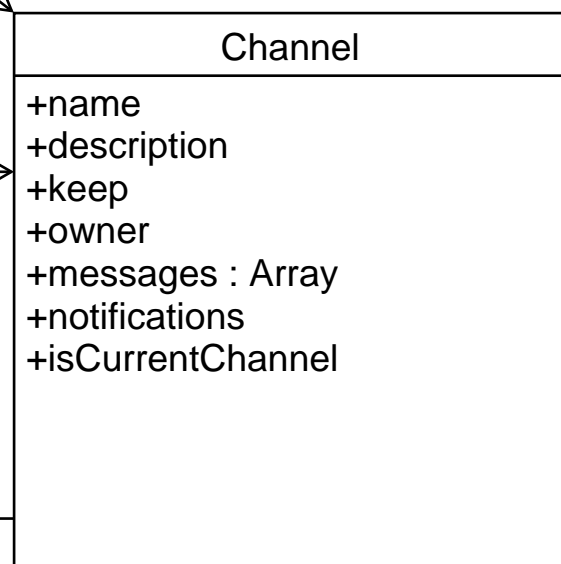 Channel
+name
+description
+keep
+owner
+messages : Array
+notifications
+isCurrentChannel